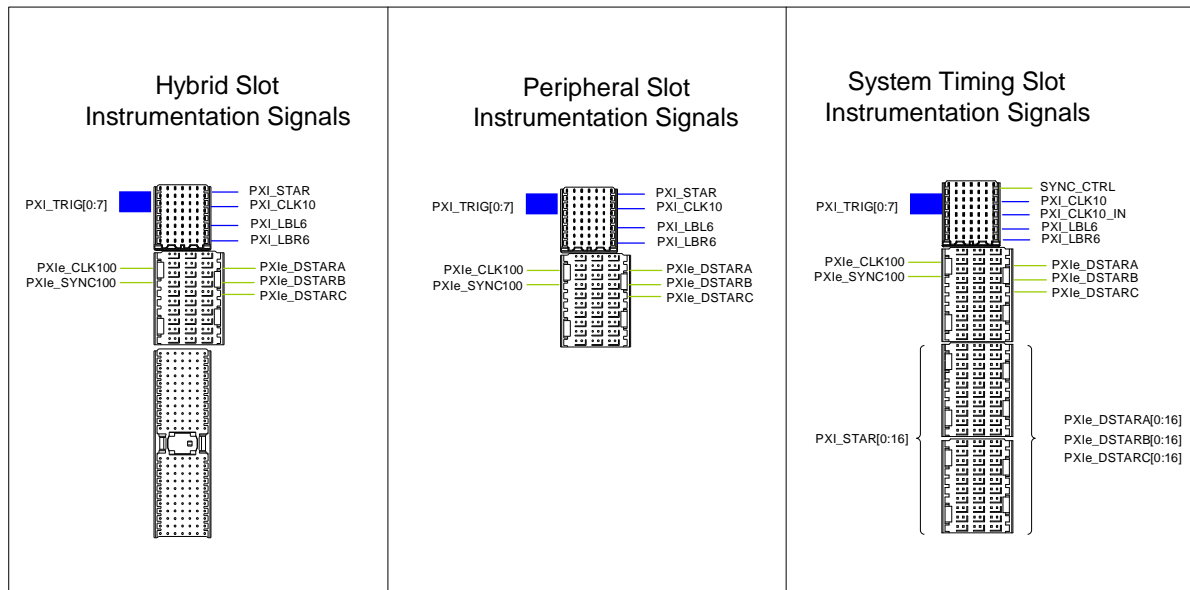 Hybrid Slot
Instrumentation Signals
PXI_TRIG[0:7]
PXI_STAR
PXI_CLK10
PXI_LBL6
PXI_LBR6
PXIe_CLK100
PXIe_SYNC100
PXIe_DSTARA
PXIe_DSTARB
PXIe_DSTARC
Peripheral Slot
Instrumentation Signals
PXI_TRIG[0:7]
PXI_STAR
PXI_CLK10
PXI_LBL6
PXI_LBR6
PXIe_CLK100
PXIe_SYNC100
PXIe_DSTARA
PXIe_DSTARB
PXIe_DSTARC
System Timing Slot
Instrumentation Signals
PXI_TRIG[0:7]
SYNC_CTRL
PXI_CLK10
PXI_CLK10_IN
PXI_LBL6
PXI_LBR6
PXIe_CLK100
PXIe_SYNC100
PXIe_DSTARA
PXIe_DSTARB
PXIe_DSTARC
PXI_STAR[0:16]
PXIe_DSTARA[0:16]
PXIe_DSTARB[0:16]
PXIe_DSTARC[0:16]